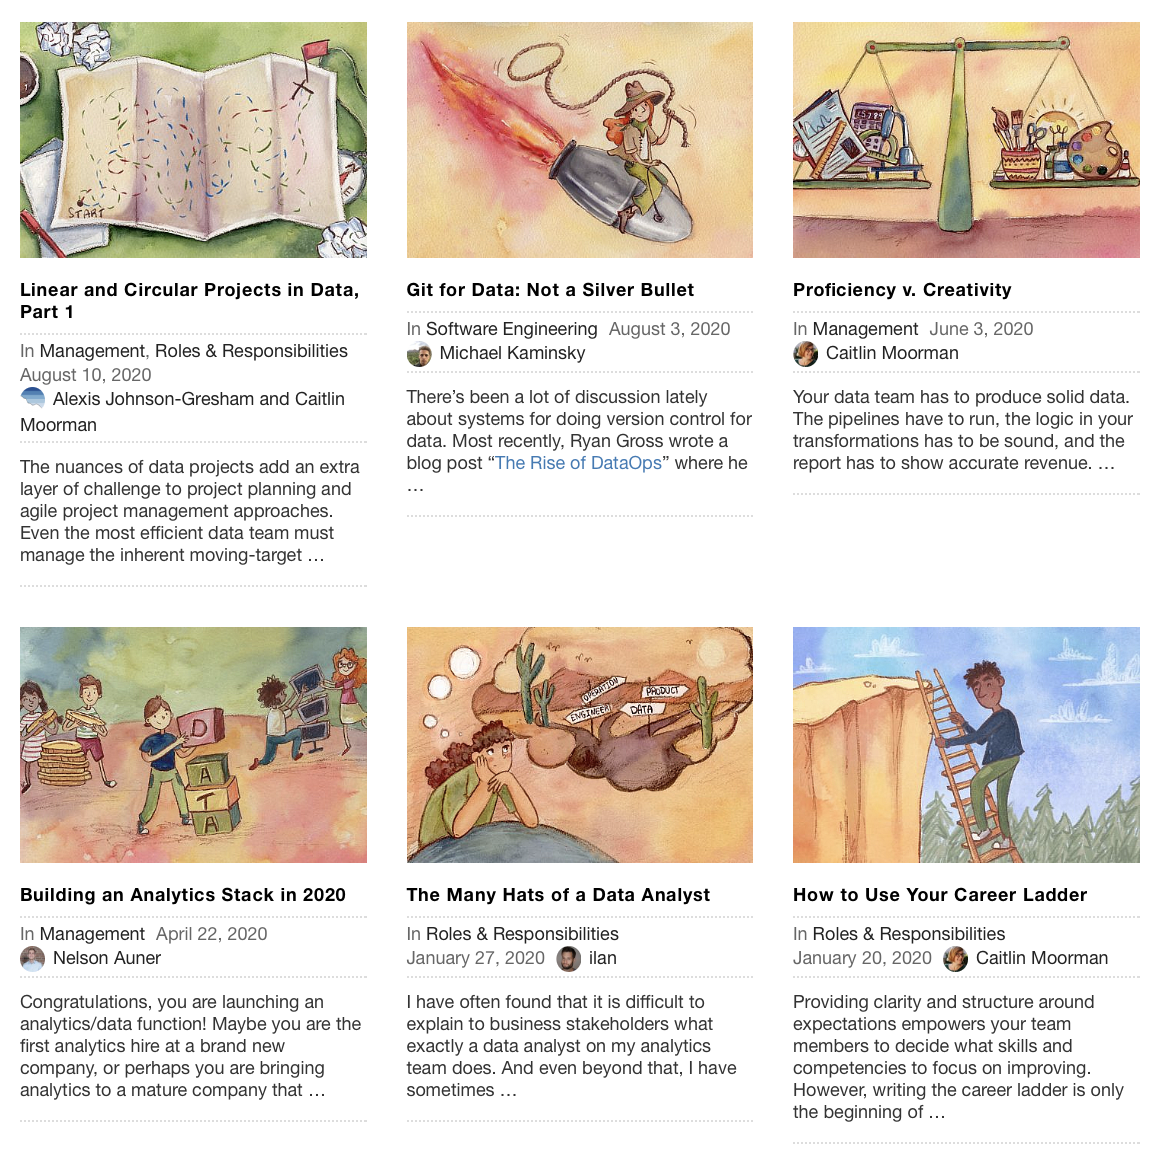 START
Linear and Circular Projects in Data,
Part 1
In Management, Roles & Responsibilities
August 10, 2020
Alexis Johnson-Gresham and Caitlin
Moorman
The nuances of data projects add an extra
layer of challenge to project planning and
agile project management approaches.
Even the most efficient data team must
manage the inherent moving-target …
Git for Data: Not a Silver Bullet
In Software Engineering August 3, 2020
Michael Kaminsky
There’s been a lot of discussion lately
about systems for doing version control for
data. Most recently, Ryan Gross wrote a
blog post “The Rise of DataOps” where he
…
Proficiency v. Creativity
In Management June 3, 2020
Caitlin Moorman
Your data team has to produce solid data.
The pipelines have to run, the logic in your
transformations has to be sound, and the
report has to show accurate revenue. …
D
A
T
A
Building an Analytics Stack in 2020
In Management April 22, 2020
Nelson Auner
Congratulations, you are launching an
analytics/data function! Maybe you are the
first analytics hire at a brand new
company, or perhaps you are bringing
analytics to a mature company that …
OPERATION
PRODUCT
ENGINEER
DATA
The Many Hats of a Data Analyst
In Roles & Responsibilities
January 27, 2020 ilan
I have often found that it is difficult to
explain to business stakeholders what
exactly a data analyst on my analytics
team does. And even beyond that, I have
sometimes …
How to Use Your Career Ladder
In Roles & Responsibilities
January 20, 2020 Caitlin Moorman
Providing clarity and structure around
expectations empowers your team
members to decide what skills and
competencies to focus on improving.
However, writing the career ladder is only
the beginning of …